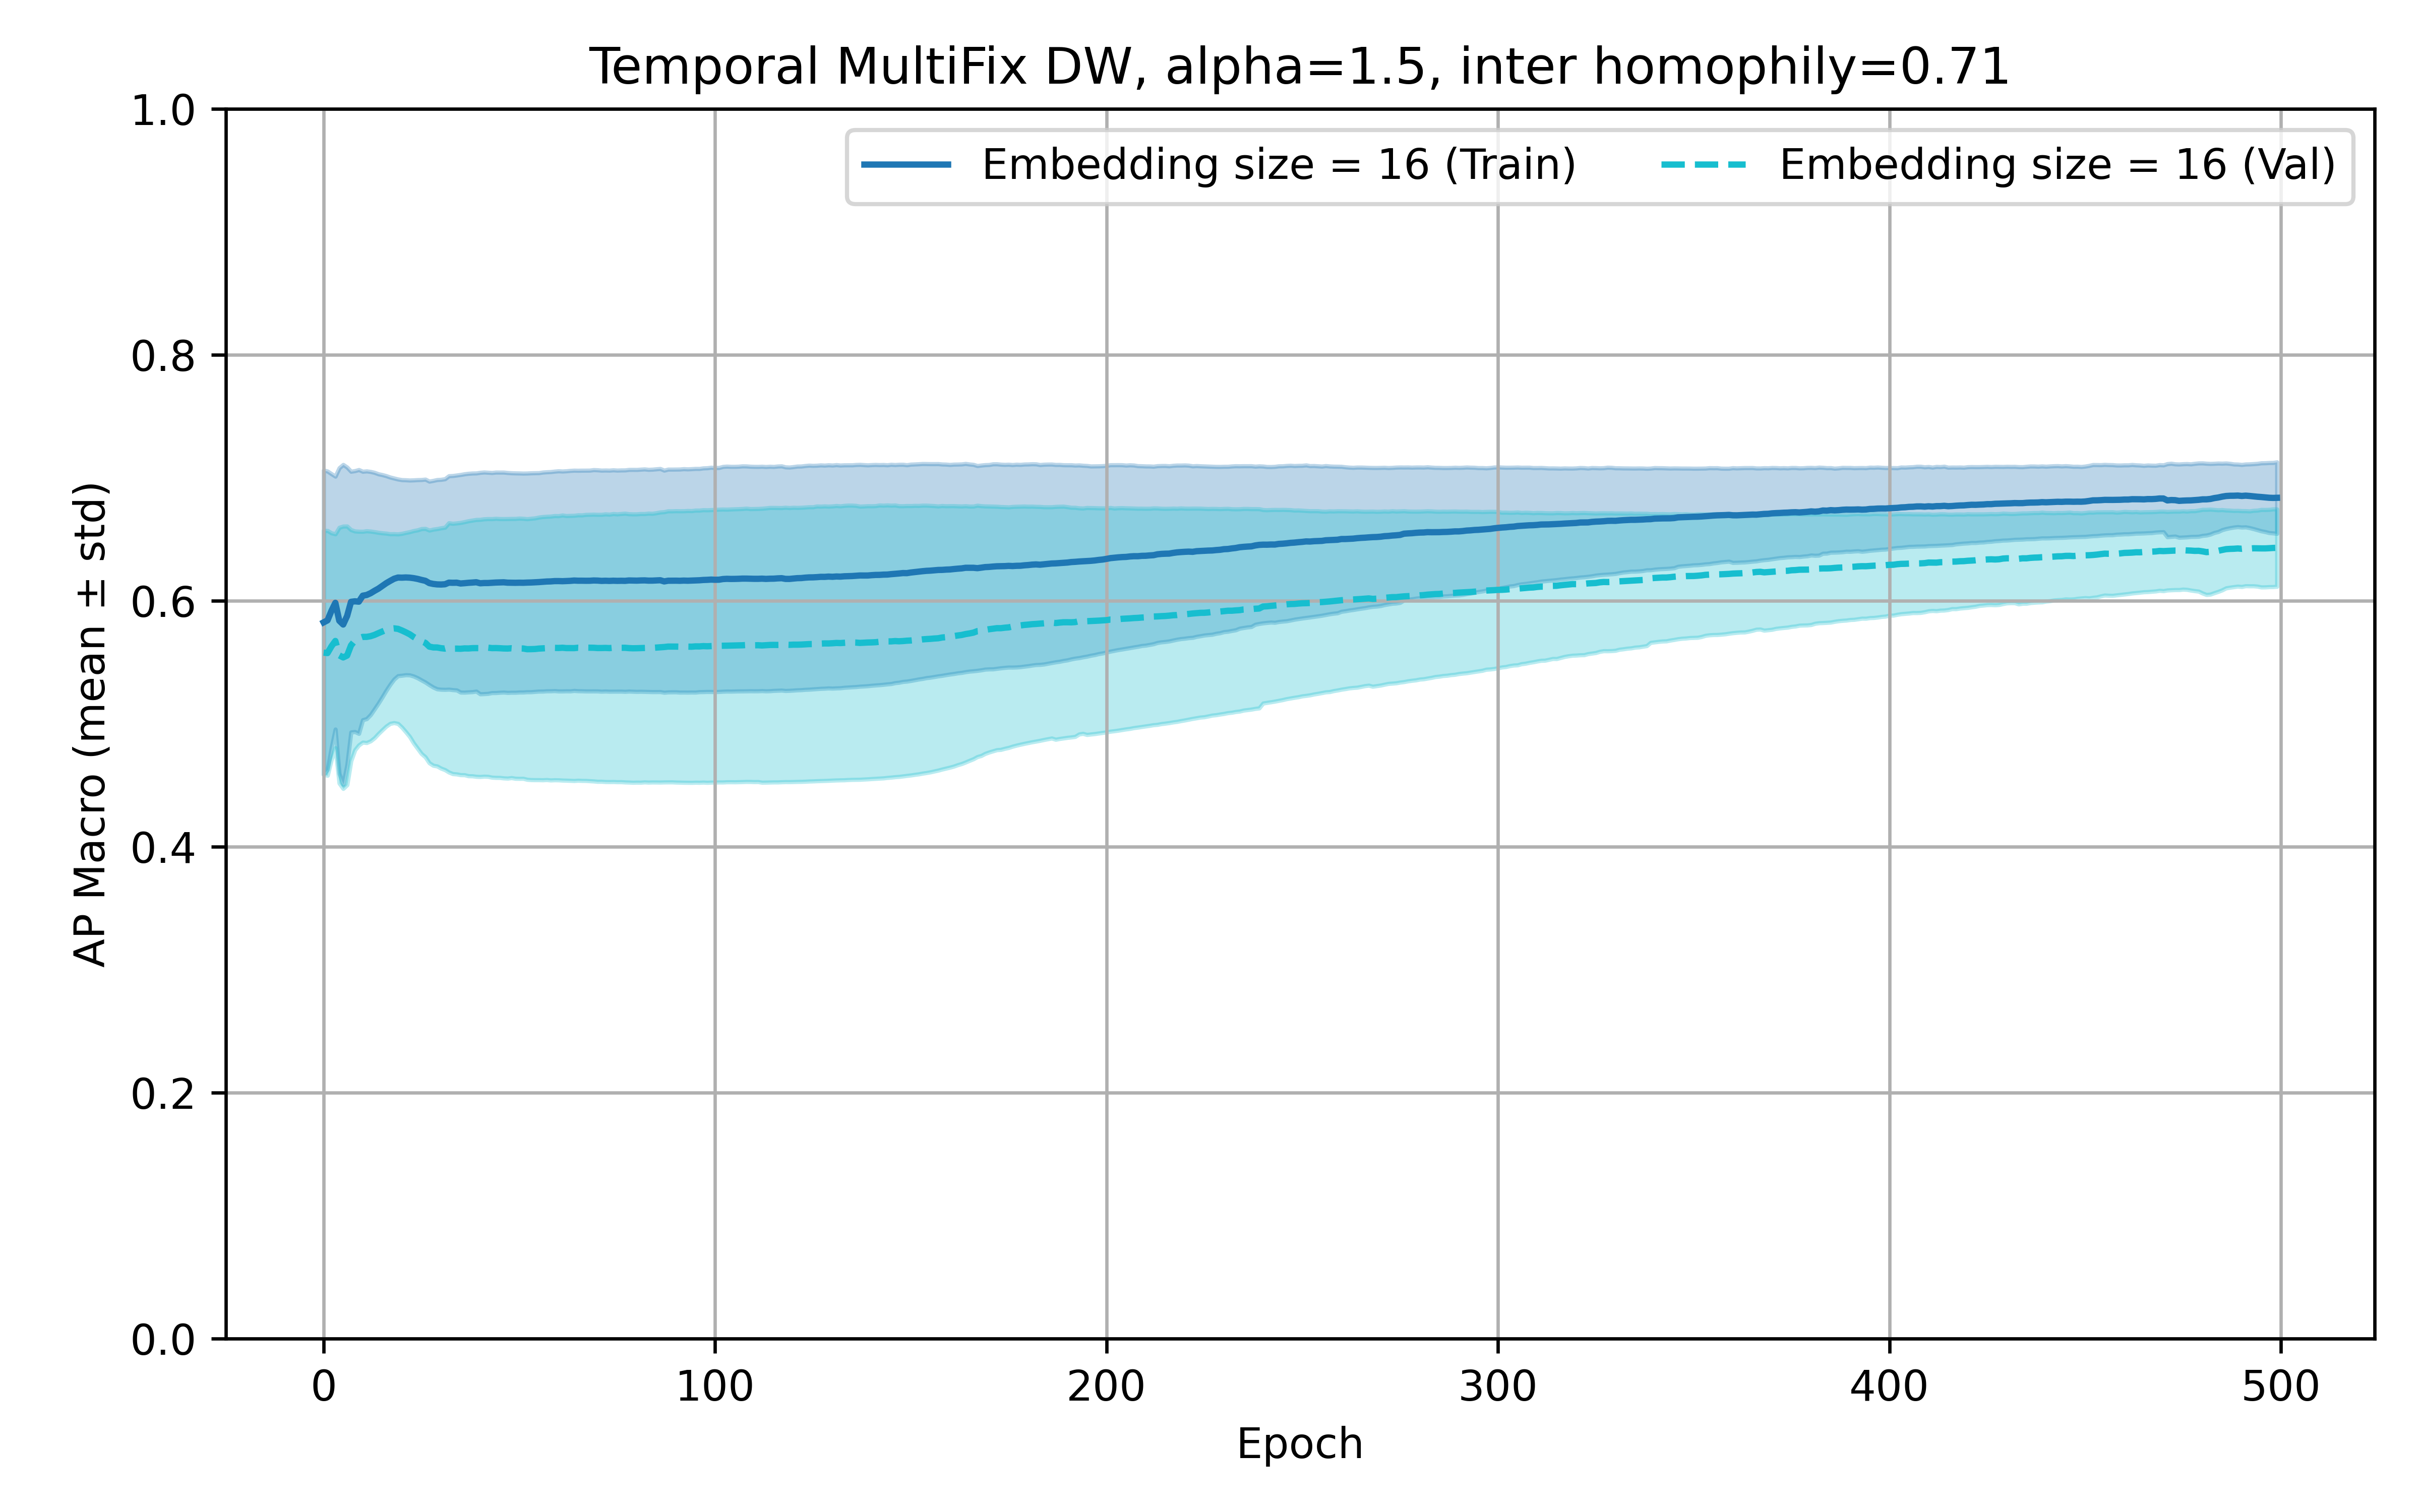 Temporal MultiFix DW, alpha=1.5, inter homophily=0.71
Embedding size = 16 (Train)
Embedding size = 16 (Val)
AP Macro (mean ± std)
1.0
0.8
0.6
0.4
0.2
0.0
0 100 200 300 400 500
Epoch